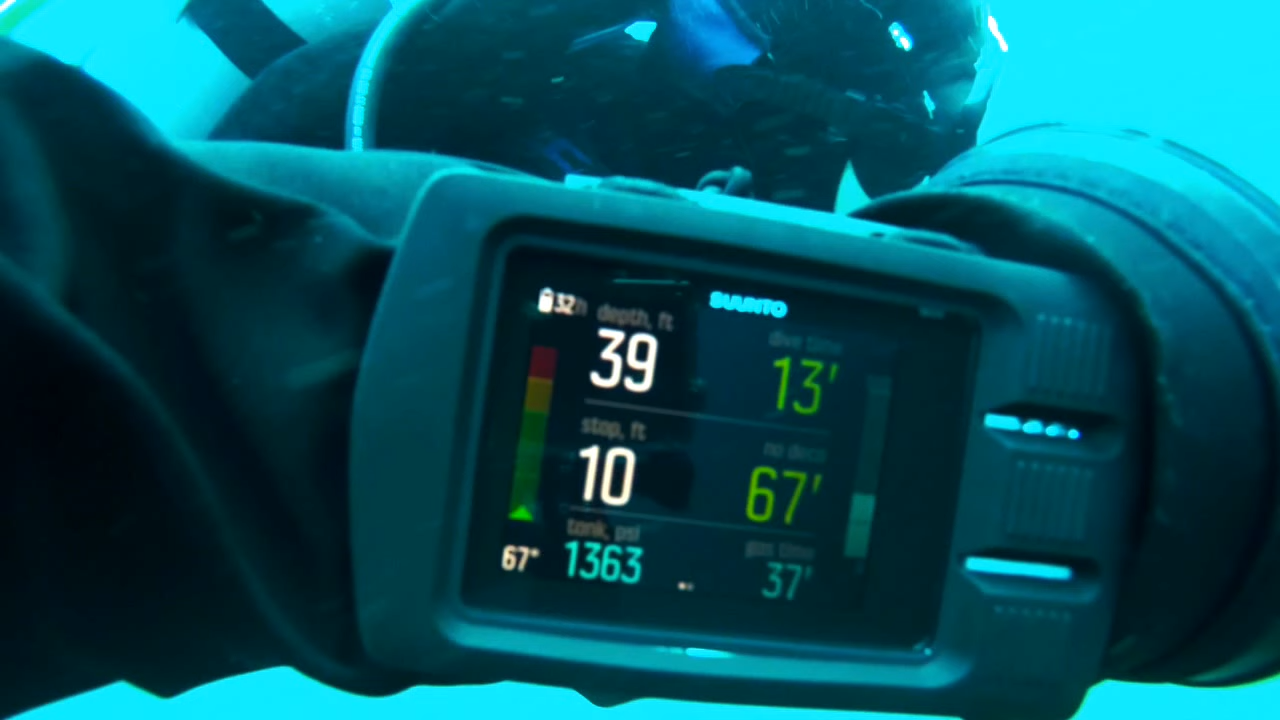 32h depth, ft SUUNTO
39 dive time
13'
stop, ft no deco
10 67'
tank, psi gas time
67° 1363 37'